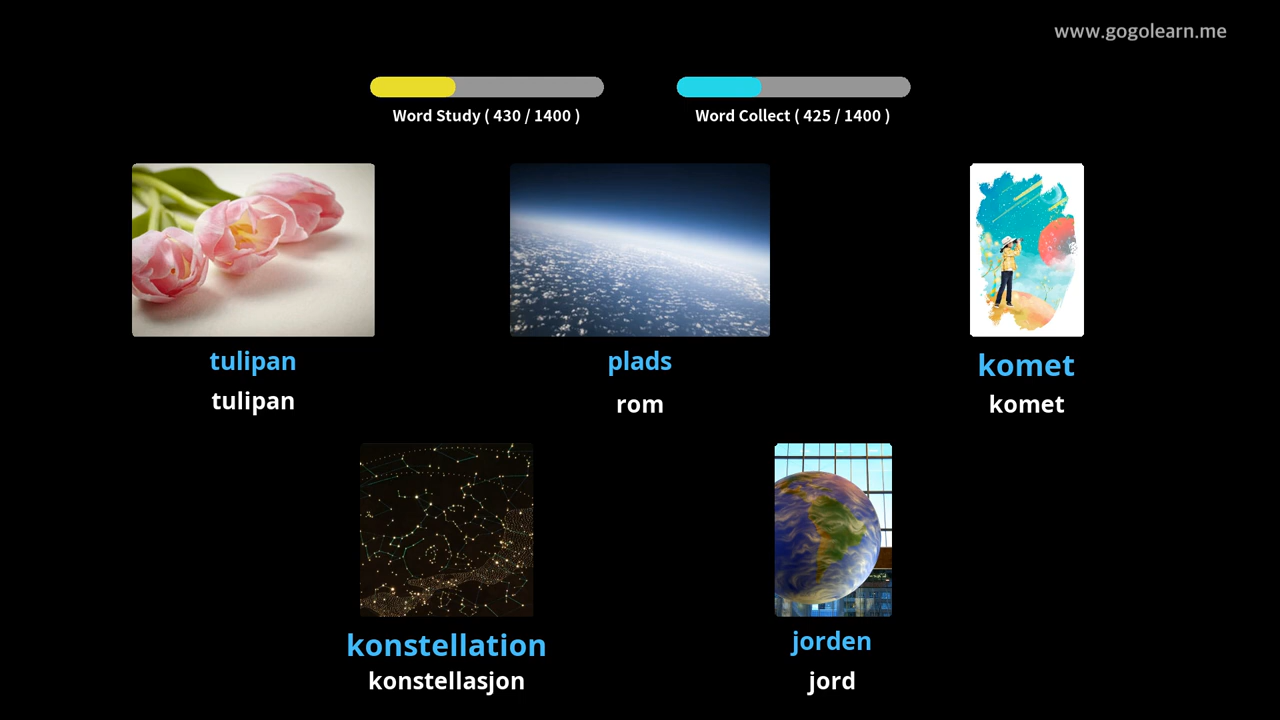 www.gogolearn.me
Word Study ( 430 / 1400 )
Word Collect ( 425 / 1400 )
tulipan
tulipan
plads
rom
komet
komet
konstellation
konstellasjon
jorden
jord